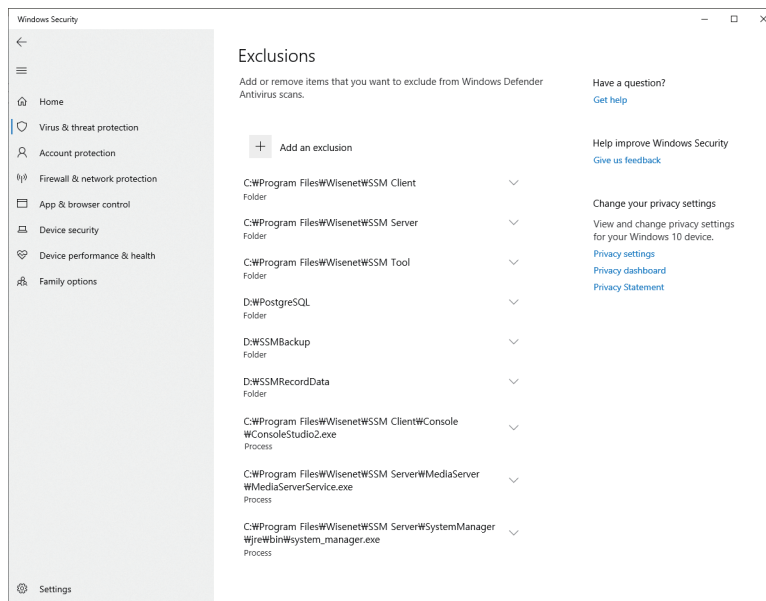 Windows Security
Home
Virus & threat protection
Account protection
Firewall & network protection
App & browser control
Device security
Device performance & health
Family options
Settings
Exclusions
Add or remove items that you want to exclude from Windows Defender
Antivirus scans.
Add an exclusion
C:₩Program Files₩Wisenet₩SSM Client
Folder
C:₩Program Files₩Wisenet₩SSM Server
Folder
C:₩Program Files₩Wisenet₩SSM Tool
Folder
D:₩PostgreSQL
Folder
D:₩SSMBackup
Folder
D:₩SSMRecordData
Folder
C:₩Program Files₩Wisenet₩SSM Client₩Console
₩ConsoleStudio2.exe
Process
C:₩Program Files₩Wisenet₩SSM Server₩MediaServer
₩MediaServerService.exe
Process
C:₩Program Files₩Wisenet₩SSM Server₩SystemManager
₩jre₩bin₩system_manager.exe
Process
Have a question?
Get help
Help improve Windows Security
Give us feedback
Change your privacy settings
View and change privacy settings
for your Windows 10 device.
Privacy settings
Privacy dashboard
Privacy Statement